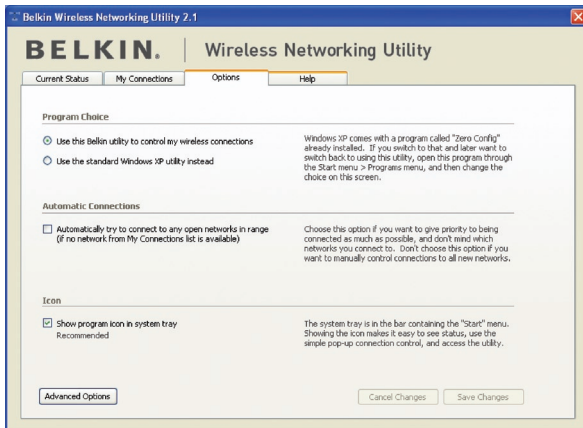 Belkin Wireless Networking Utility 2.1
BELKIN. Wireless Networking Utility
Current Status My Connections Options Help
Program Choice
Use this Belkin utility to control my wireless connections
Use the standard Windows XP utility instead
Windows XP comes with a program called "Zero Config"
already installed. If you switch to that and later want to
switch back to using this utility, open this program through
the Start menu > Programs menu, and then change the
choice on this screen.
Automatic Connections
Automatically try to connect to any open networks in range
(if no network from My Connections list is available)
Choose this option if you want to give priority to being
connected as much as possible, and don't mind which
networks you connect to. Don't choose this option if you
want to manually control connections to all new networks.
Icon
Show program icon in system tray
Recommended
The system tray is in the bar containing the "Start" menu.
Showing the icon makes it easy to see status, use the
simple pop-up connection control, and access the utility.
Advanced Options Cancel Changes Save Changes